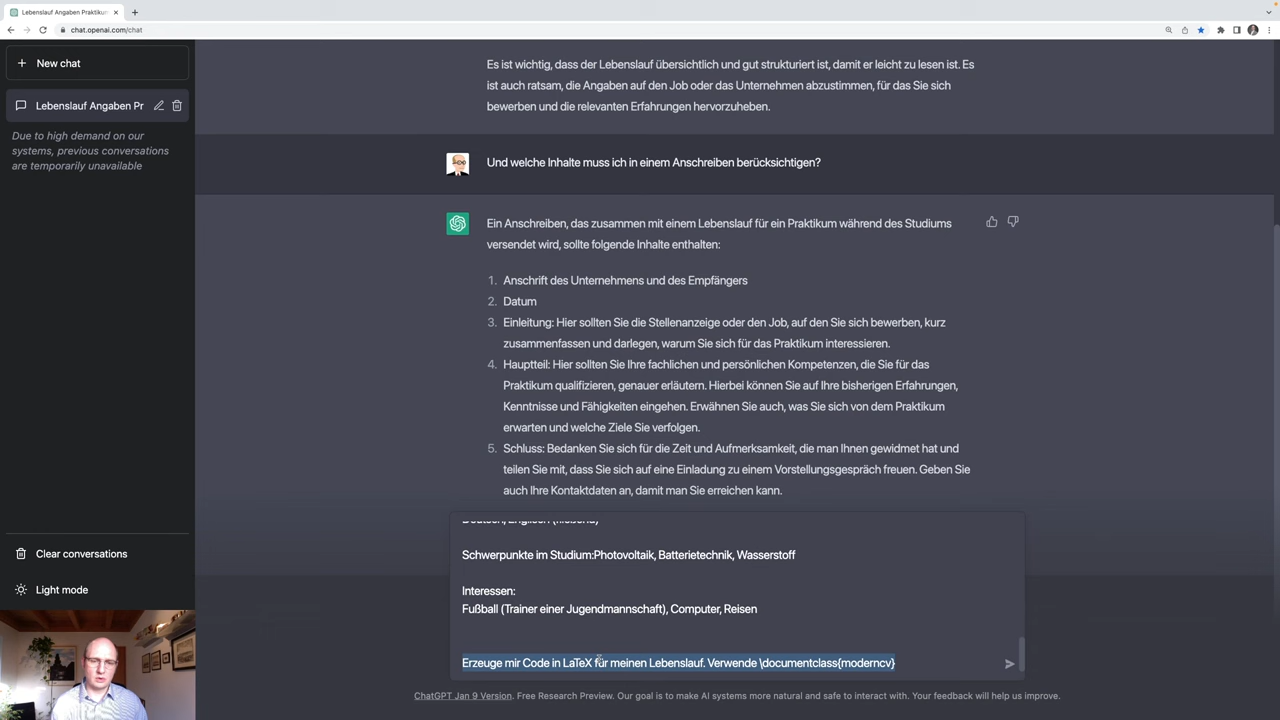 Lebenslauf Angaben Praktikum
chat.openai.com/chat
New chat
Lebenslauf Angaben Pr
Due to high demand on our
systems, previous conversations
are temporarily unavailable
Es ist wichtig, dass der Lebenslauf übersichtlich und gut strukturiert ist, damit er leicht zu lesen ist. Es
ist auch ratsam, die Angaben auf den Job oder das Unternehmen abzustimmen, für das Sie sich
bewerben und die relevanten Erfahrungen hervorzuheben.
Und welche Inhalte muss ich in einem Anschreiben berücksichtigen?
Ein Anschreiben, das zusammen mit einem Lebenslauf für ein Praktikum während des Studiums
versendet wird, sollte folgende Inhalte enthalten:
1. Anschrift des Unternehmens und des Empfängers
2. Datum
3. Einleitung: Hier sollten Sie die Stellenanzeige oder den Job, auf den Sie sich bewerben, kurz
zusammenfassen und darlegen, warum Sie sich für das Praktikum interessieren.
4. Hauptteil: Hier sollten Sie Ihre fachlichen und persönlichen Kompetenzen, die Sie für das
Praktikum qualifizieren, genauer erläutern. Hierbei können Sie auf Ihre bisherigen Erfahrungen,
Kenntnisse und Fähigkeiten eingehen. Erwähnen Sie auch, was Sie sich von dem Praktikum
erwarten und welche Ziele Sie verfolgen.
5. Schluss: Bedanken Sie sich für die Zeit und Aufmerksamkeit, die man Ihnen gewidmet hat und
teilen Sie mit, dass Sie sich auf eine Einladung zu einem Vorstellungsgespräch freuen. Geben Sie
auch Ihre Kontaktdaten an, damit man Sie erreichen kann.
Deutsch, Englisch (fließend)
Schwerpunkte im Studium:Photovoltaik, Batterietechnik, Wasserstoff
Interessen:
Fußball (Trainer einer Jugendmannschaft), Computer, Reisen
Erzeuge mir Code in LaTeX für meinen Lebenslauf. Verwende \documentclass{moderncv}
Clear conversations
Light mode
ChatGPT Jan 9 Version. Free Research Preview. Our goal is to make AI systems more natural and safe to interact with. Your feedback will help us improve.